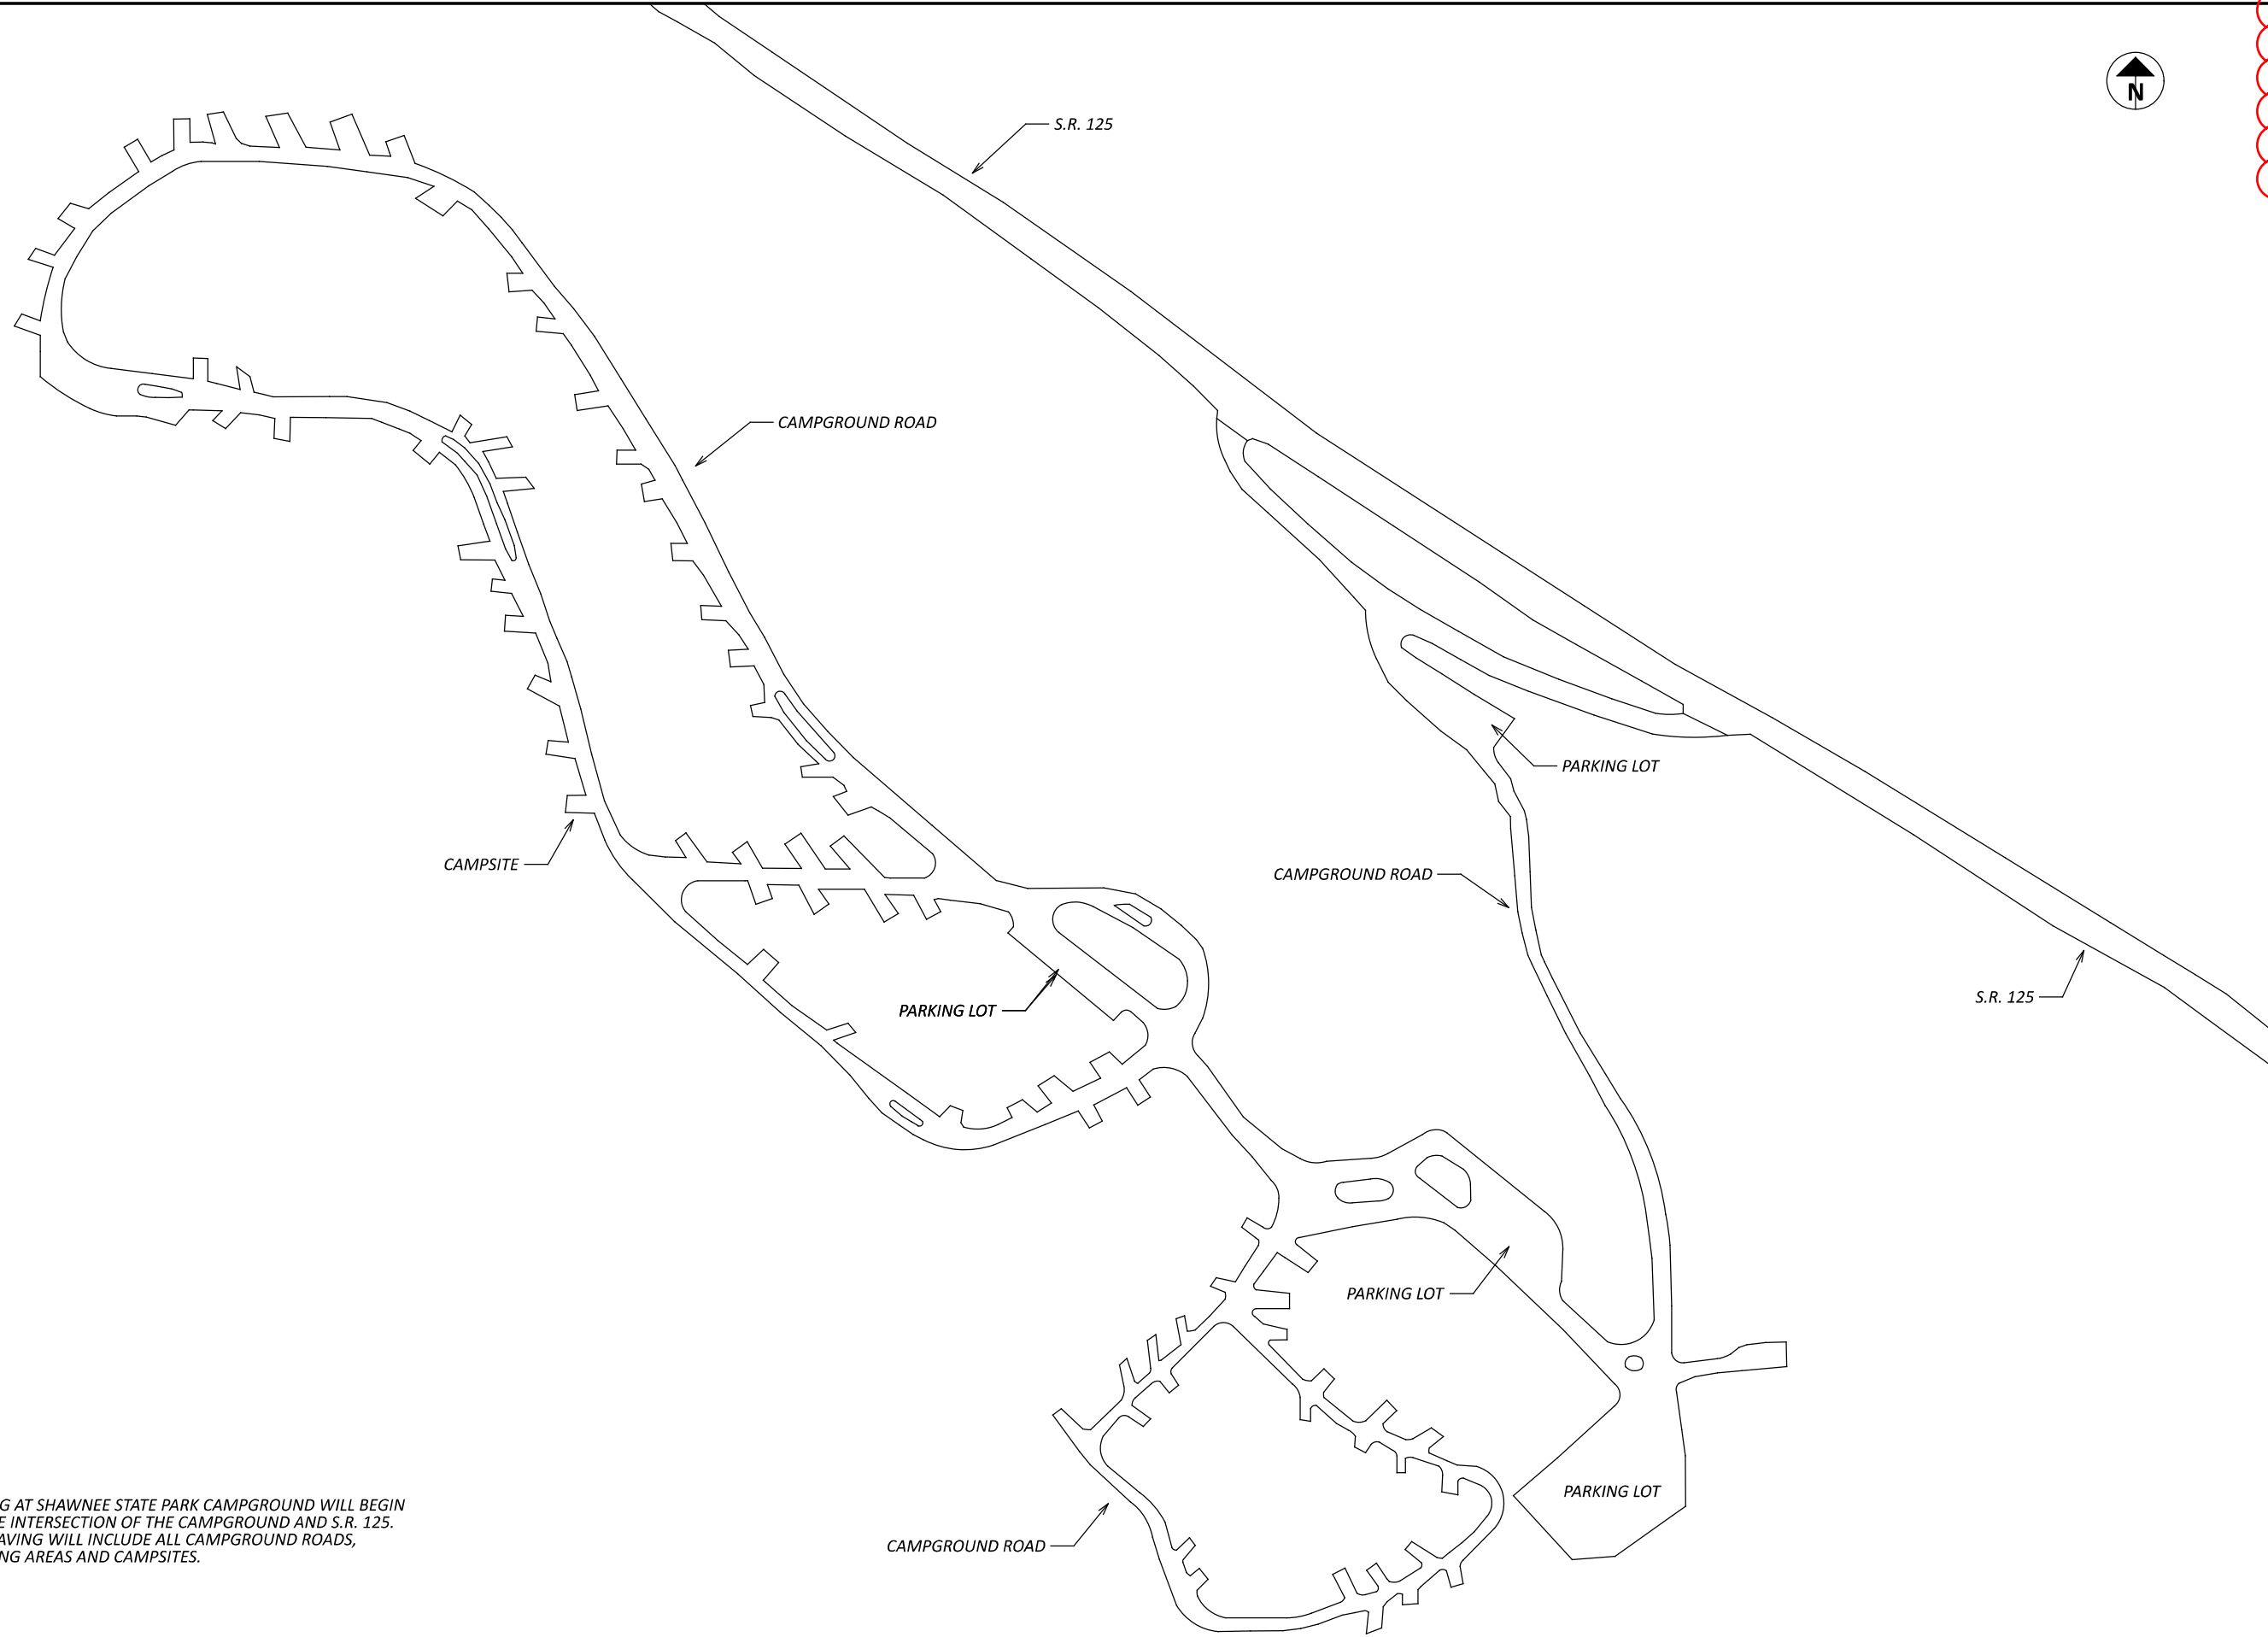 N
S.R. 125
CAMPGROUND ROAD
PARKING LOT
CAMPSITE
CAMPGROUND ROAD
S.R. 125
PARKING LOT
PARKING LOT
PARKING LOT
CAMPGROUND ROAD
G AT SHAWNEE STATE PARK CAMPGROUND WILL BEGIN
E INTERSECTION OF THE CAMPGROUND AND S.R. 125.
AVING WILL INCLUDE ALL CAMPGROUND ROADS,
NG AREAS AND CAMPSITES.